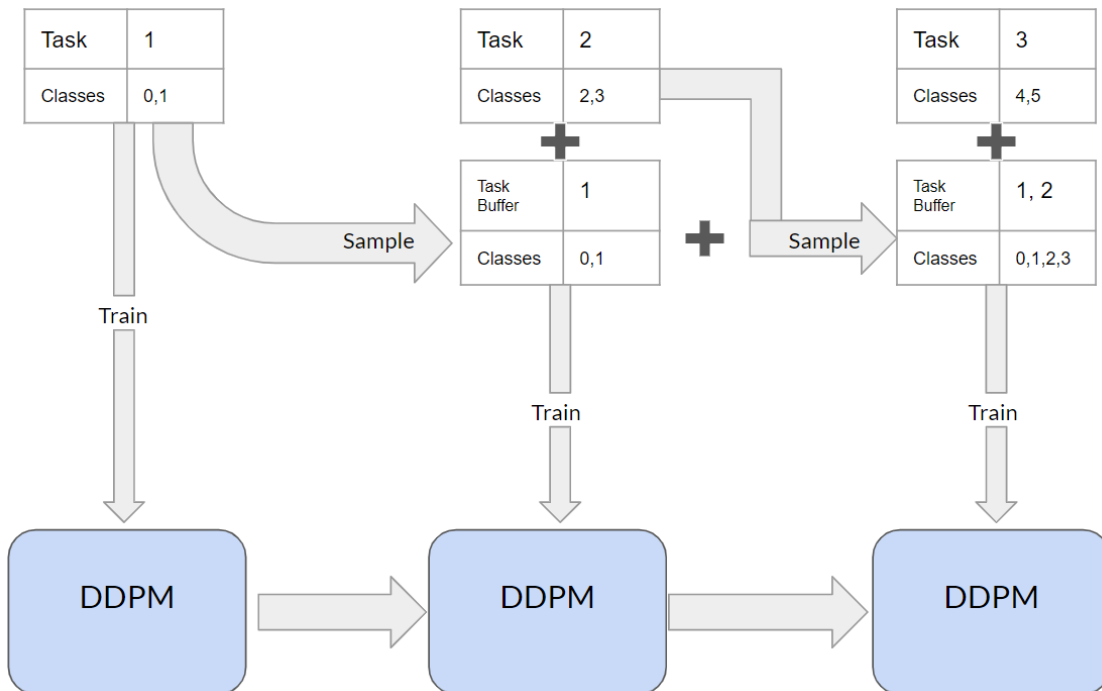 Task 1
Classes 0,1
Task 2
Classes 2,3
Task 3
Classes 4,5
Task
Buffer
1
Classes 0,1
Task
Buffer
1, 2
Classes 0,1,2,3
Sample
Sample
Train
Train
Train
DDPM
DDPM
DDPM